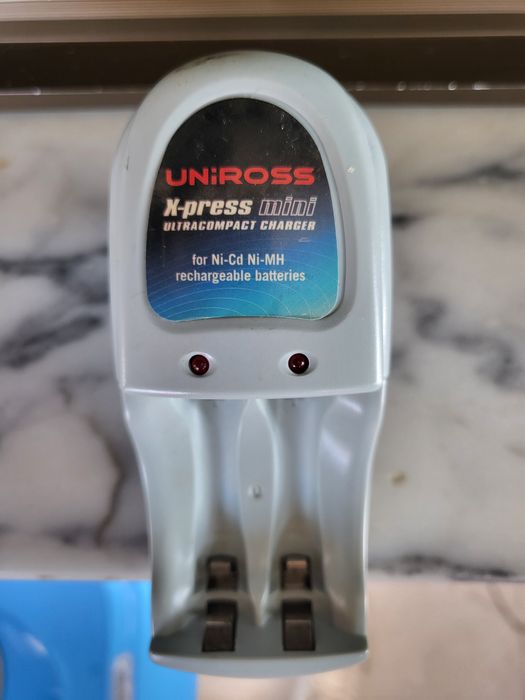 UNiROSS
X-press mini
ULTRACOMPACT CHARGER
for Ni-Cd Ni-MH
rechargeable batteries